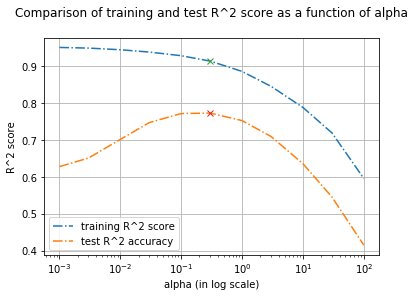 Comparison of training and test R^2 score as a function of alpha
R^2 score
0.9
0.8
0.7
0.6
0.5
0.4
training R^2 score
test R^2 accuracy
10^−3 10^−2 10^−1 10^0 10^1 10^2
alpha (in log scale)